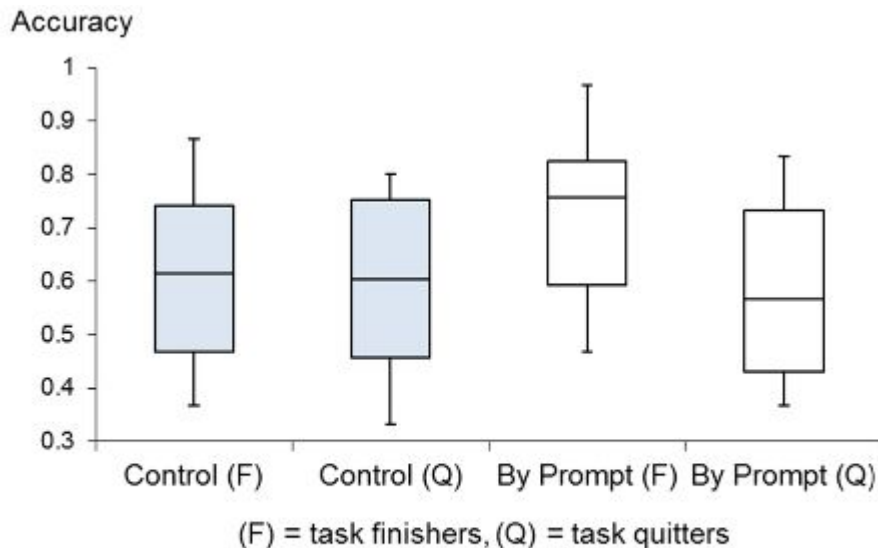 Accuracy
1
0.9
0.8
0.7
0.6
0.5
0.4
0.3
Control (F) Control (Q) By Prompt (F) By Prompt (Q)
(F) = task finishers, (Q) = task quitters